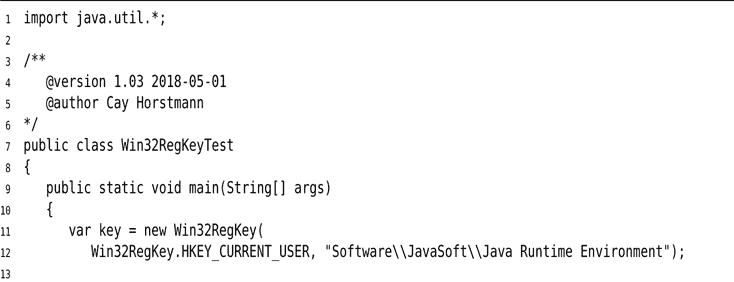 1 import java.util.*;
2
3 /**
4    @version 1.03 2018-05-01
5    @author Cay Horstmann
6 */
7 public class Win32RegKeyTest
8 {
9    public static void main(String[] args)
10    {
11       var key = new Win32RegKey(
12          Win32RegKey.HKEY_CURRENT_USER, "Software\\JavaSoft\\Java Runtime Environment");
13